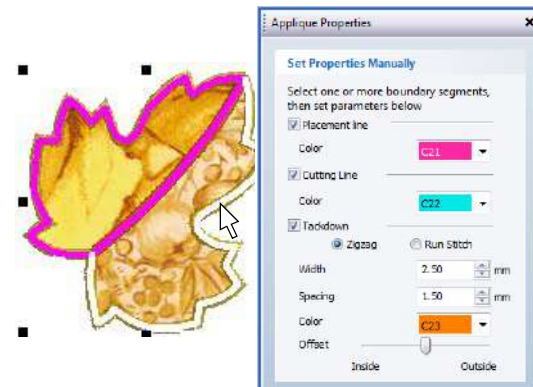 Applique Properties
Set Properties Manually
Select one or more boundary segments,
then set parameters below
Placement line
Color C21
Cutting Line
Color C22
Tackdown
Zigzag Run Stitch
Width 2.50 mm
Spacing 1.50 mm
Color C23
Offset
Inside Outside